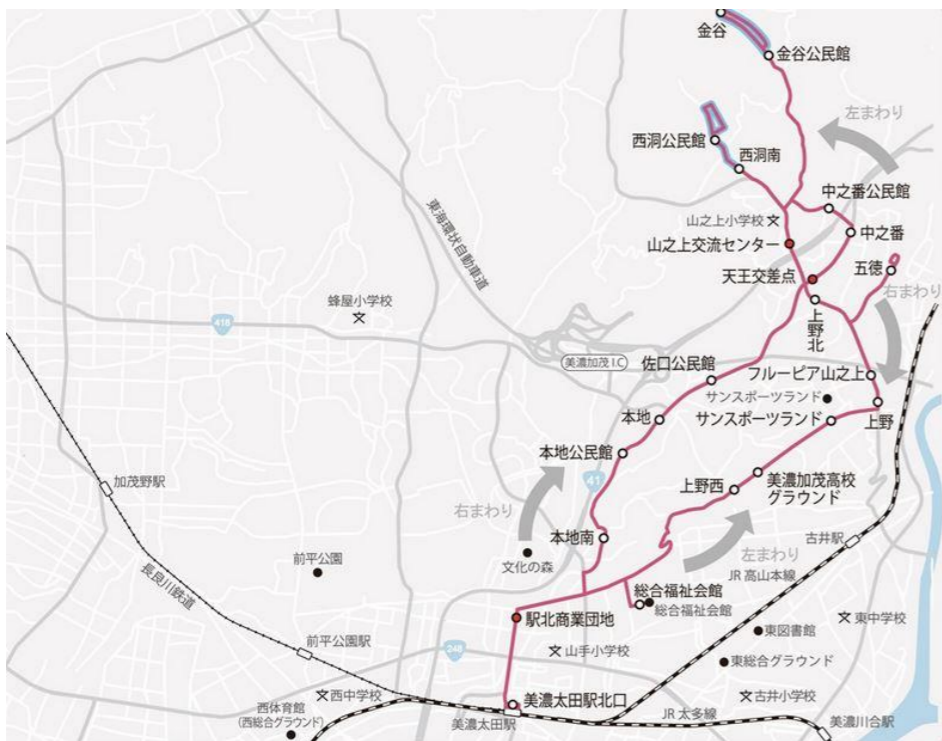 金谷
金谷公民館
左まわり
西洞公民館
西洞南
中之番公民館
山之上小学校
中之番
山之上交流センター
東海環状自動車道
天王交差点
五徳
右まわり
蜂屋小学校
418
上野北
美濃加茂 I.C
佐口公民館
フルーピア山之上
サンスポーツランド
上野
本地
サンスポーツランド
本地公民館
41
上野西
美濃加茂高校
グラウンド
加茂野駅
右まわり
本地南
古井駅
左まわり
文化の森
前平公園
JR 高山本線
長良川鉄道
総合福祉会館
総合福祉会館
駅北商業団地
東中学校
東図書館
前平公園駅
248
山手小学校
東総合グラウンド
西中学校
美濃太田駅北口
古井小学校
西体育館
(西総合グラウンド)
美濃太田駅
JR 太多線
美濃川合駅